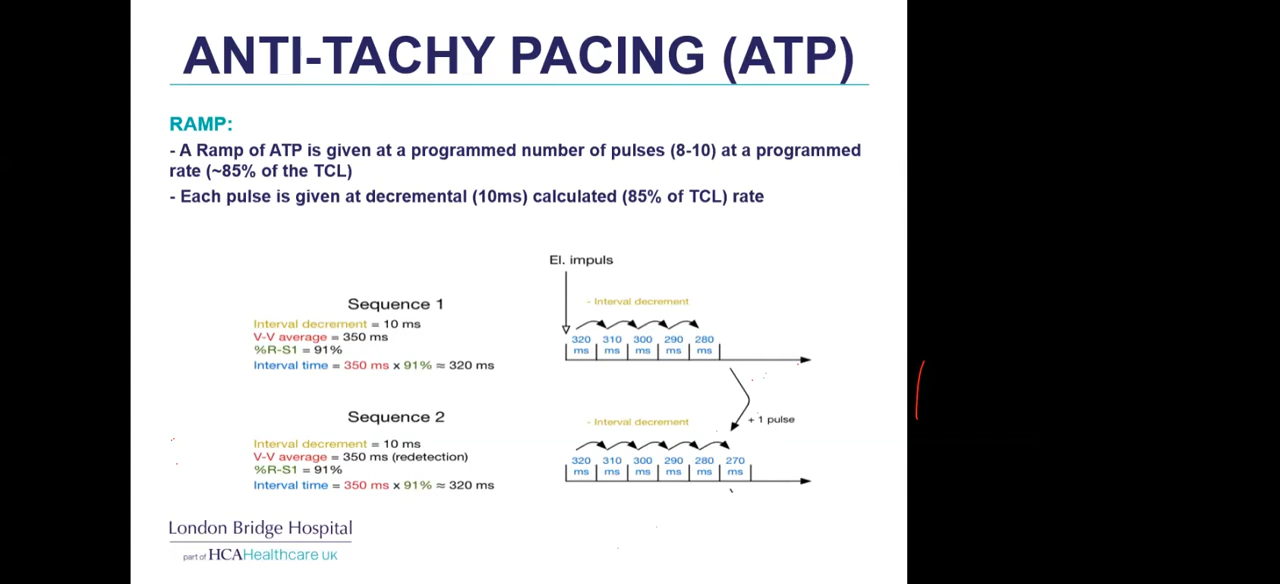 ANTI-TACHY PACING (ATP)
RAMP:
- A Ramp of ATP is given at a programmed number of pulses (8-10) at a programmed
rate (~85% of the TCL)
- Each pulse is given at decremental (10ms) calculated (85% of TCL) rate
El. impuls
Sequence 1
Interval decrement = 10 ms
V-V average = 350 ms
%R-S1 = 91%
Interval time = 350 ms x 91% ≈ 320 ms
- Interval decrement
320 310 300 290 280
ms ms ms ms ms
+ 1 pulse
Sequence 2
Interval decrement = 10 ms
V-V average = 350 ms (redetection)
%R-S1 = 91%
Interval time = 350 ms x 91% ≈ 320 ms
- Interval decrement
320 310 300 290 280 270
ms ms ms ms ms ms
London Bridge Hospital
part of HCAHealthcare UK